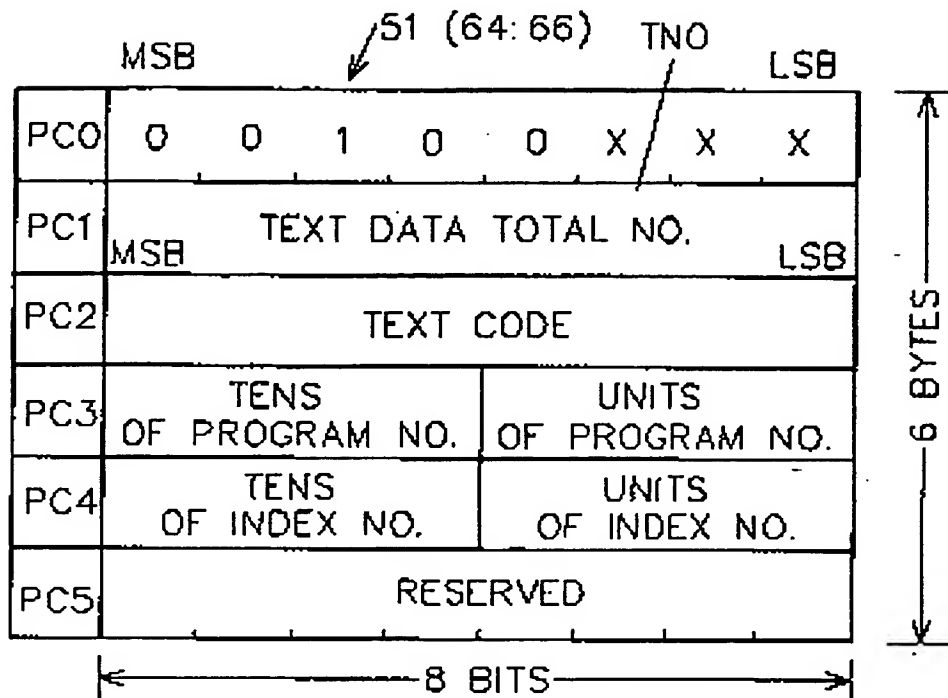 51 (64:66)
TNO
MSB LSB
PC0 0 0 1 0 0 X X X
PC1 TEXT DATA TOTAL NO.
MSB LSB
PC2 TEXT CODE
PC3 TENS OF PROGRAM NO. UNITS OF PROGRAM NO.
PC4 TENS OF INDEX NO. UNITS OF INDEX NO.
PC5 RESERVED
8 BITS
6 BYTES